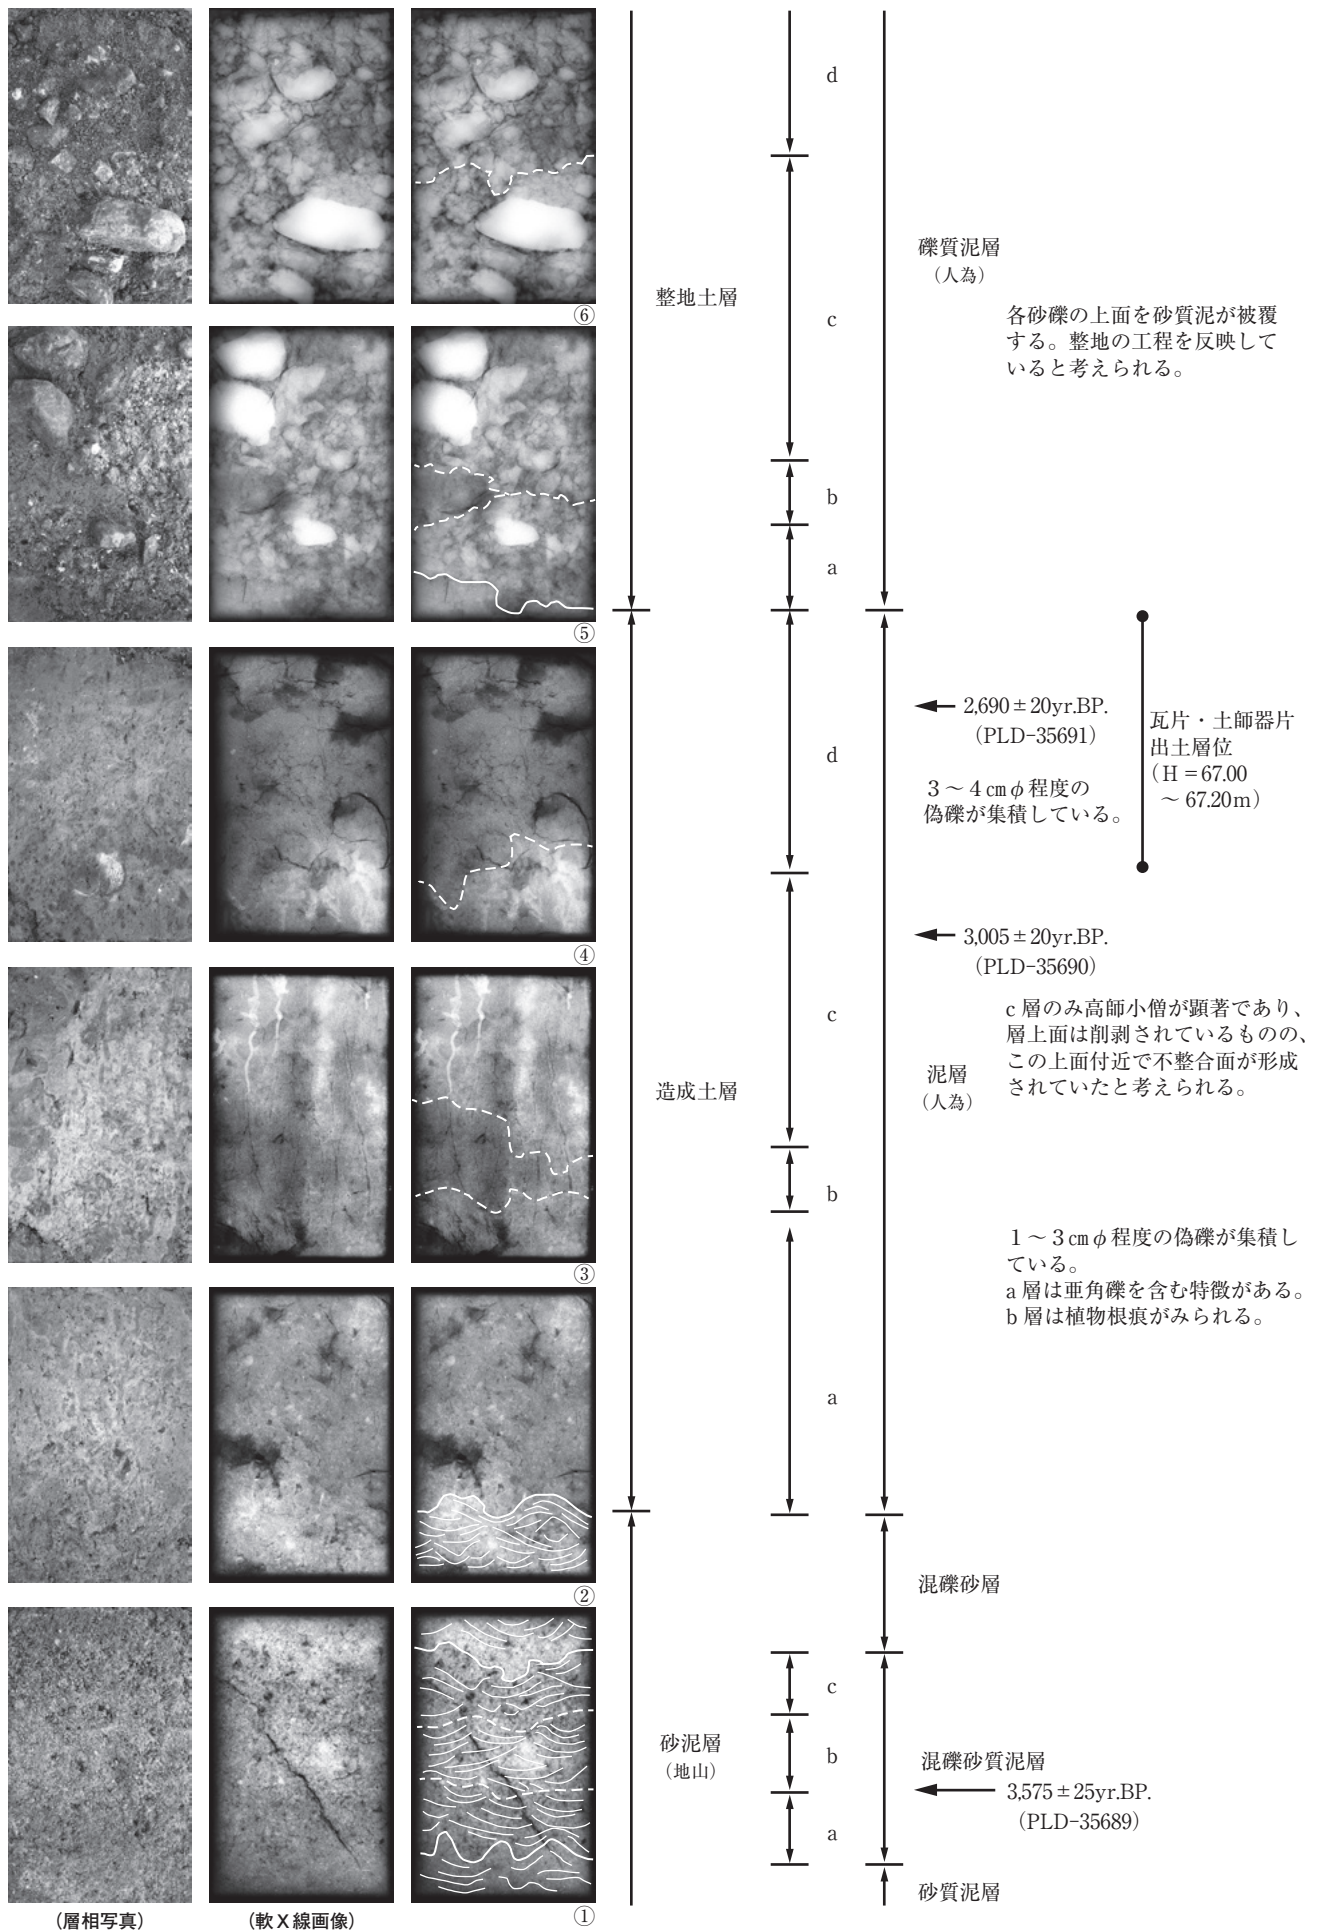 d
⑥
整地土層
c
礫質泥層
（人為）
各砂礫の上面を砂質泥が被覆
する。整地の工程を反映して
いると考えられる。
b
a
⑤
d
2,690±20yr.BP.
(PLD-35691)
３～４㎝φ程度の
偽礫が集積している。
瓦片・土師器片
出土層位
（Ｈ＝67.00
～67.20ｍ）
④
3,005±20yr.BP.
(PLD-35690)
c
c層のみ高師小僧が顕著であり、
層上面は削剥されているものの、
この上面付近で不整合面が形成
されていたと考えられる。
造成土層
泥層
（人為）
b
③
１～３㎝φ程度の偽礫が集積し
ている。
a層は亜角礫を含む特徴がある。
b層は植物根痕がみられる。
a
②
混礫砂層
c
砂泥層
（地山）
b
混礫砂質泥層
3,575±25yr.BP.
(PLD-35689)
a
砂質泥層
①
（層相写真）
（軟Ｘ線画像）